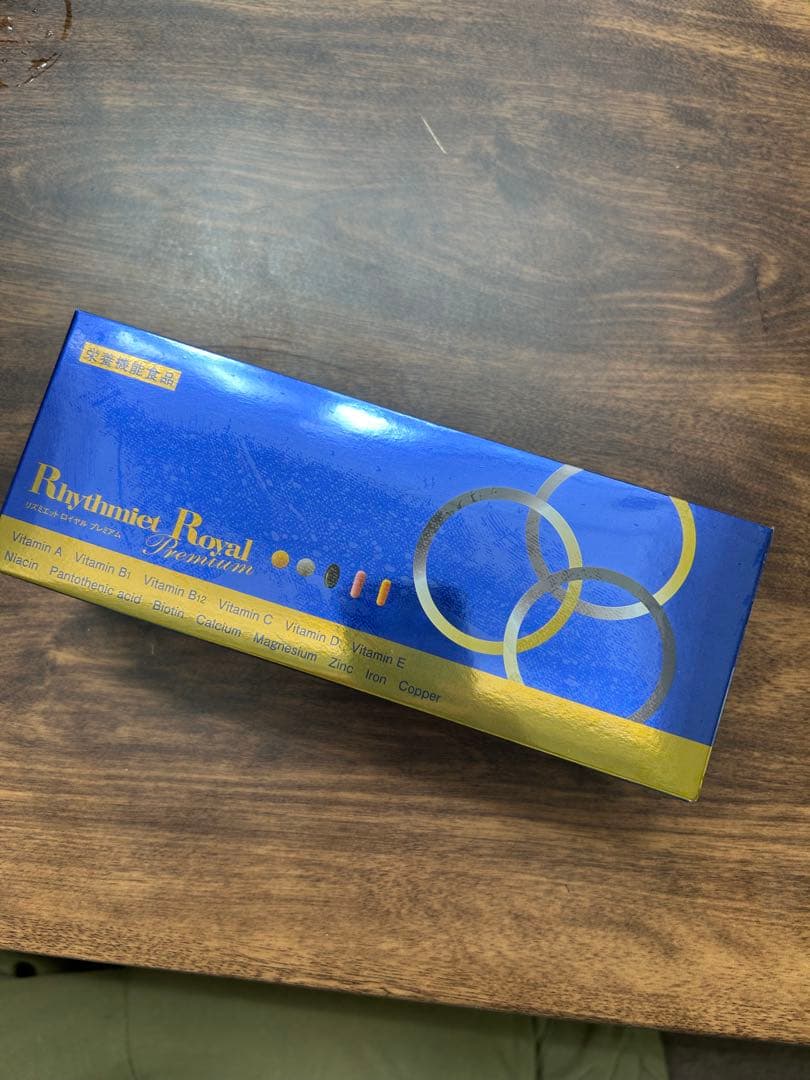 栄養機能食品
Rhythmiet Royal
リズミエット ロイヤル プレミアム
Premium
Vitamin A Vitamin B1 Vitamin B12 Vitamin C Vitamin D Vitamin E
Niacin Pantothenic acid Biotin Calcium Magnesium Zinc Iron Copper